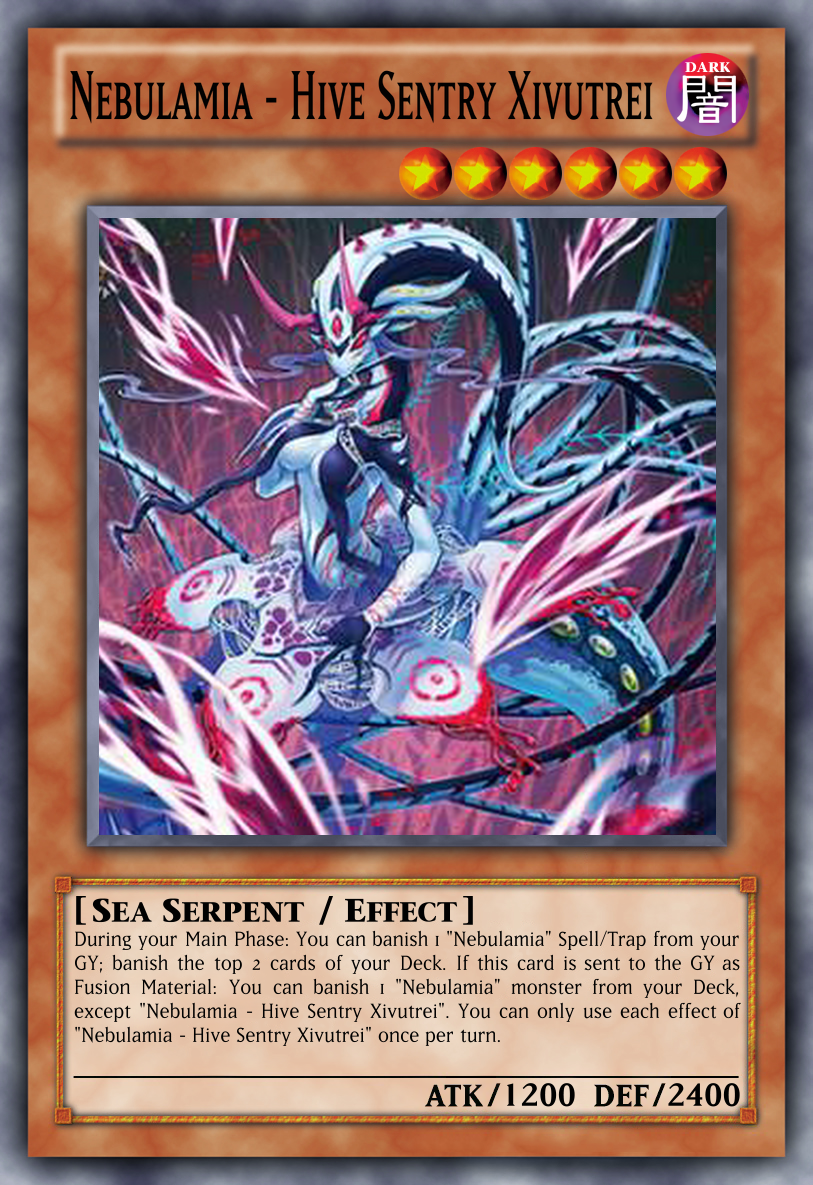 Nebulamia - Hive Sentry Xivutrei
DARK
闇
[ Sea Serpent / Effect ]
During your Main Phase: You can banish 1 "Nebulamia" Spell/Trap from your
GY; banish the top 2 cards of your Deck. If this card is sent to the GY as
Fusion Material: You can banish 1 "Nebulamia" monster from your Deck,
except "Nebulamia - Hive Sentry Xivutrei". You can only use each effect of
"Nebulamia - Hive Sentry Xivutrei" once per turn.
ATK/1200 DEF/2400